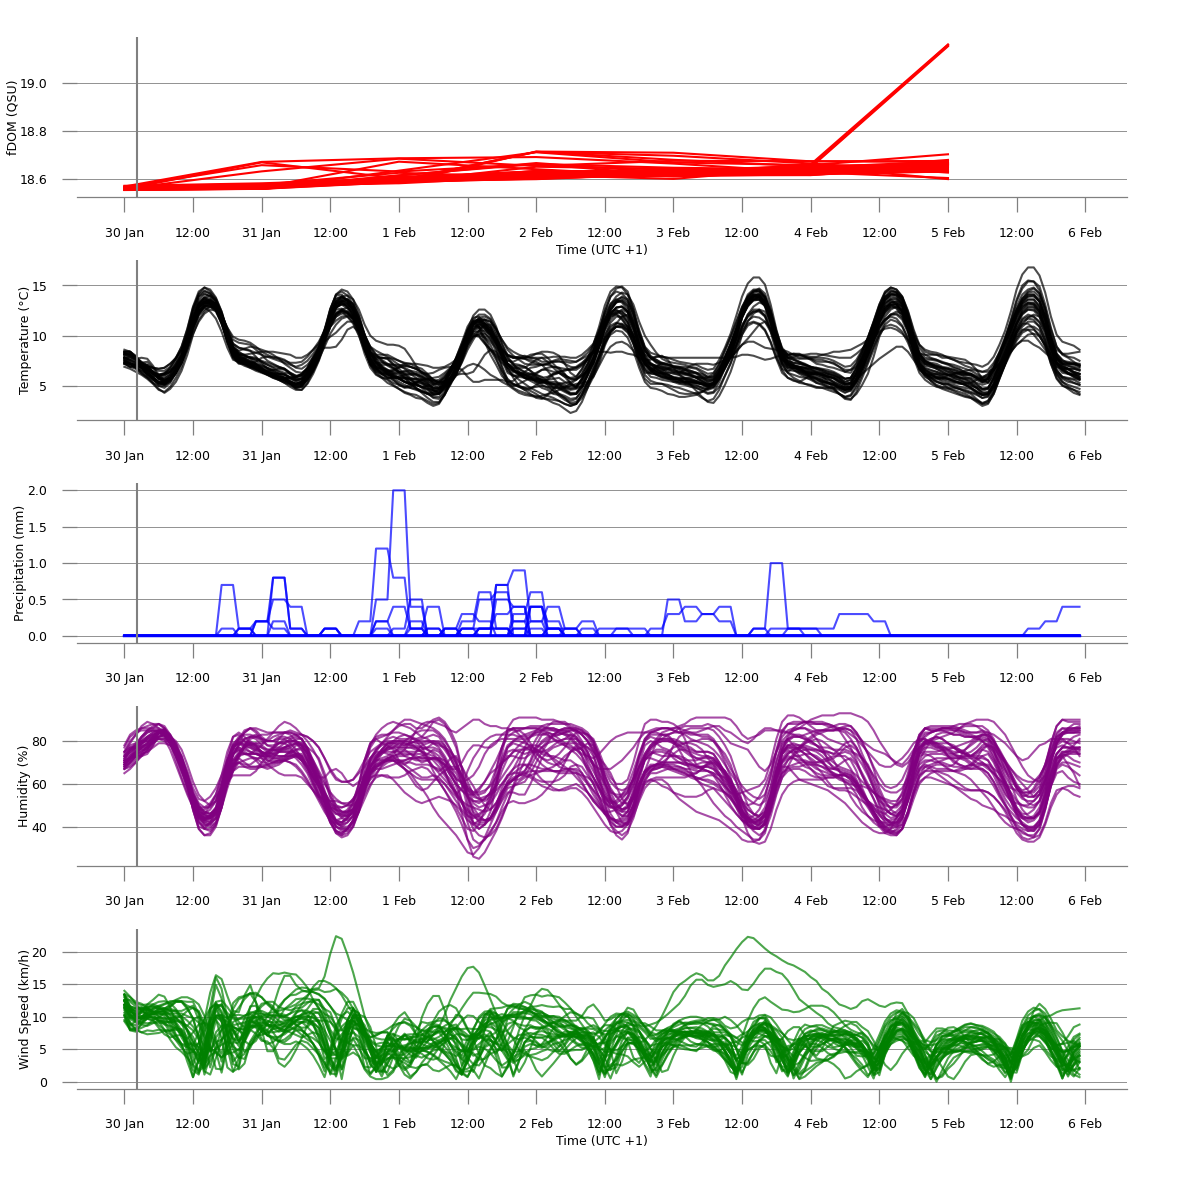 fDOM (QSU)
19.0
18.8
18.6
30 Jan 12:00 31 Jan 12:00 1 Feb 12:00 2 Feb 12:00 3 Feb 12:00 4 Feb 12:00 5 Feb 12:00 6 Feb
Time (UTC +1)
Temperature (°C)
15
10
5
30 Jan 12:00 31 Jan 12:00 1 Feb 12:00 2 Feb 12:00 3 Feb 12:00 4 Feb 12:00 5 Feb 12:00 6 Feb
Precipitation (mm)
2.0
1.5
1.0
0.5
0.0
30 Jan 12:00 31 Jan 12:00 1 Feb 12:00 2 Feb 12:00 3 Feb 12:00 4 Feb 12:00 5 Feb 12:00 6 Feb
Humidity (%)
80
60
40
30 Jan 12:00 31 Jan 12:00 1 Feb 12:00 2 Feb 12:00 3 Feb 12:00 4 Feb 12:00 5 Feb 12:00 6 Feb
Wind Speed (km/h)
20
15
10
5
0
30 Jan 12:00 31 Jan 12:00 1 Feb 12:00 2 Feb 12:00 3 Feb 12:00 4 Feb 12:00 5 Feb 12:00 6 Feb
Time (UTC +1)